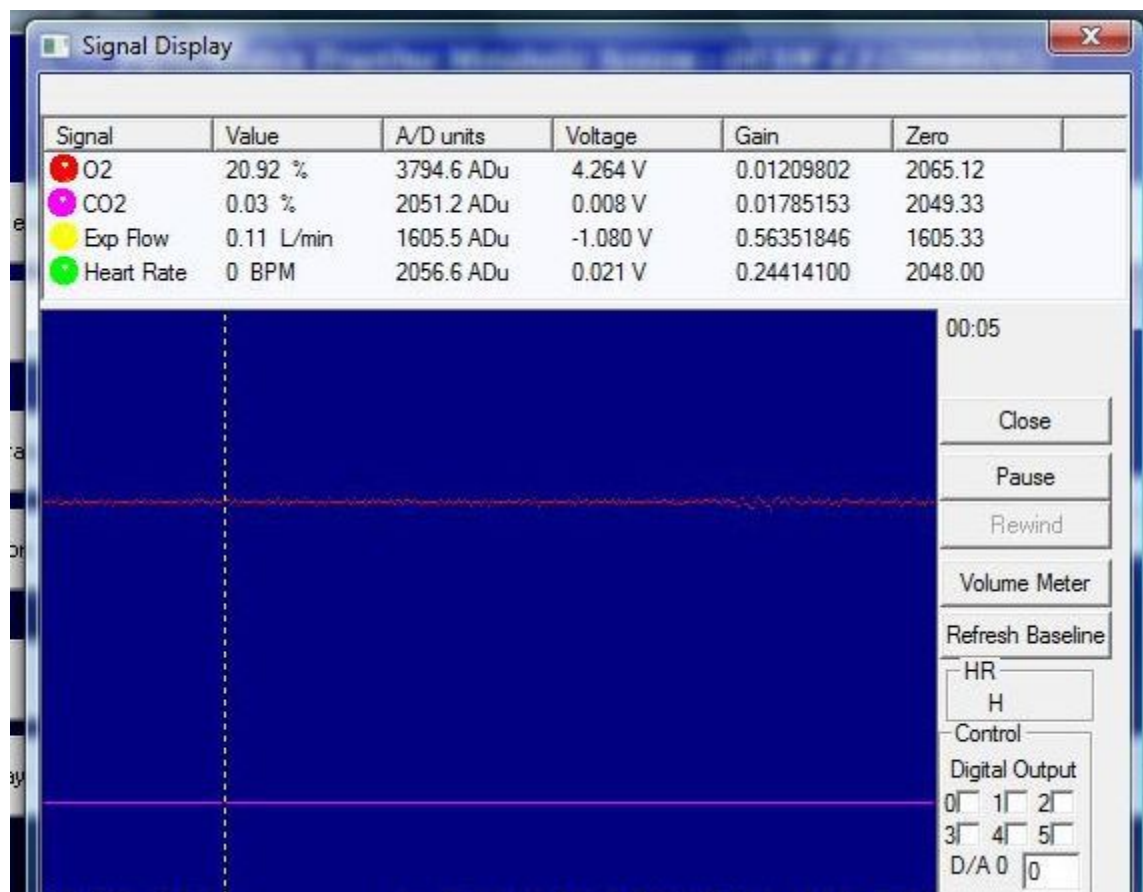 Signal Display
Signal Value A/D units Voltage Gain Zero
O2 20.92 % 3794.6 ADu 4.264 V 0.01209802 2065.12
CO2 0.03 % 2051.2 ADu 0.008 V 0.01785153 2049.33
Exp Flow 0.11 L/min 1605.5 ADu -1.080 V 0.56351846 1605.33
Heart Rate 0 BPM 2056.6 ADu 0.021 V 0.24414100 2048.00
00:05
Close
Pause
Rewind
Volume Meter
Refresh Baseline
HR
H
Control
Digital Output
0 1 2
3 4 5
D/A 0 0